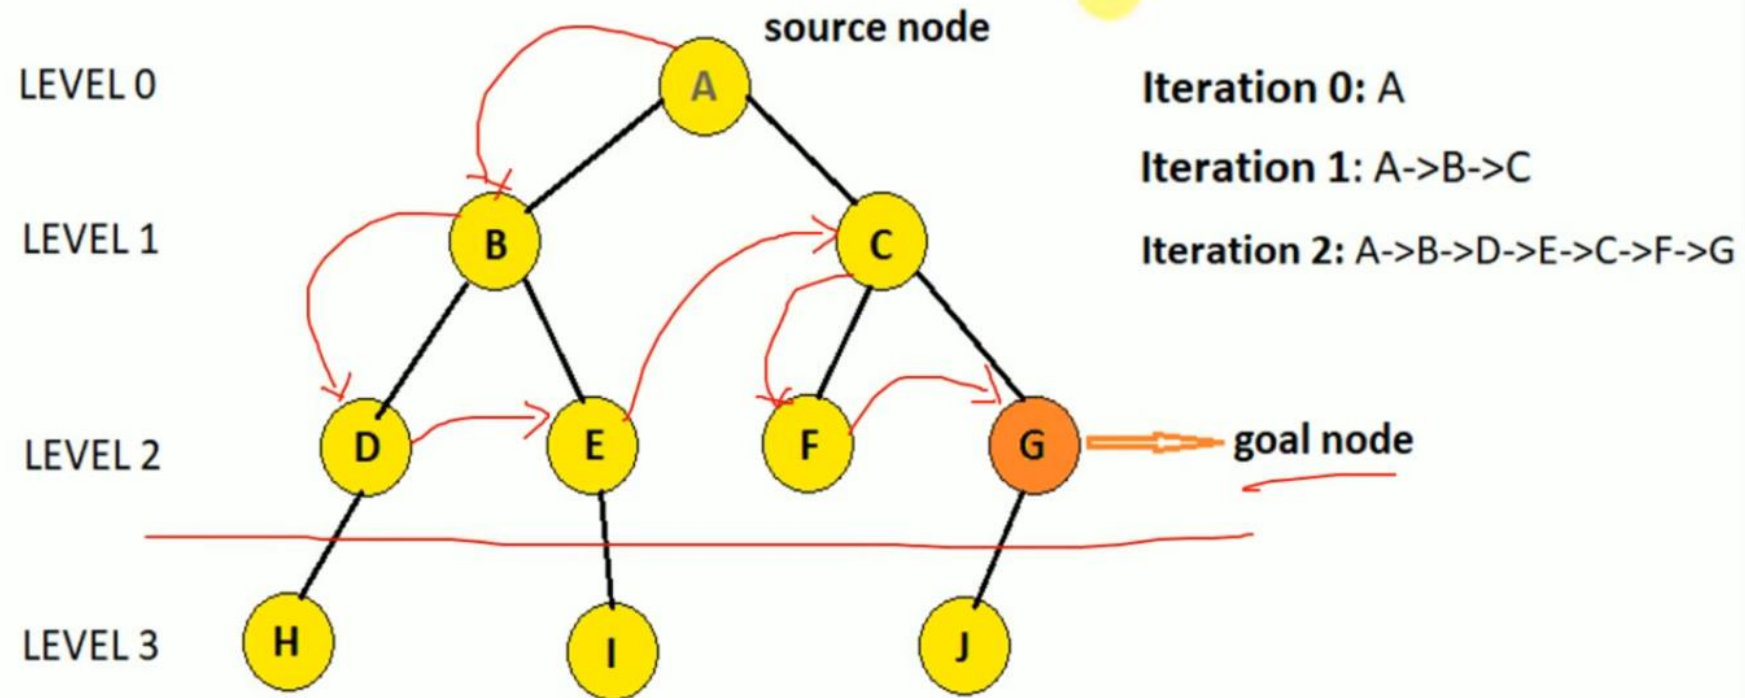 source node
LEVEL 0
A
Iteration 0: A
Iteration 1: A->B->C
LEVEL 1
B
C
Iteration 2: A->B->D->E->C->F->G
LEVEL 2
D
E
F
G
goal node
LEVEL 3
H
I
J